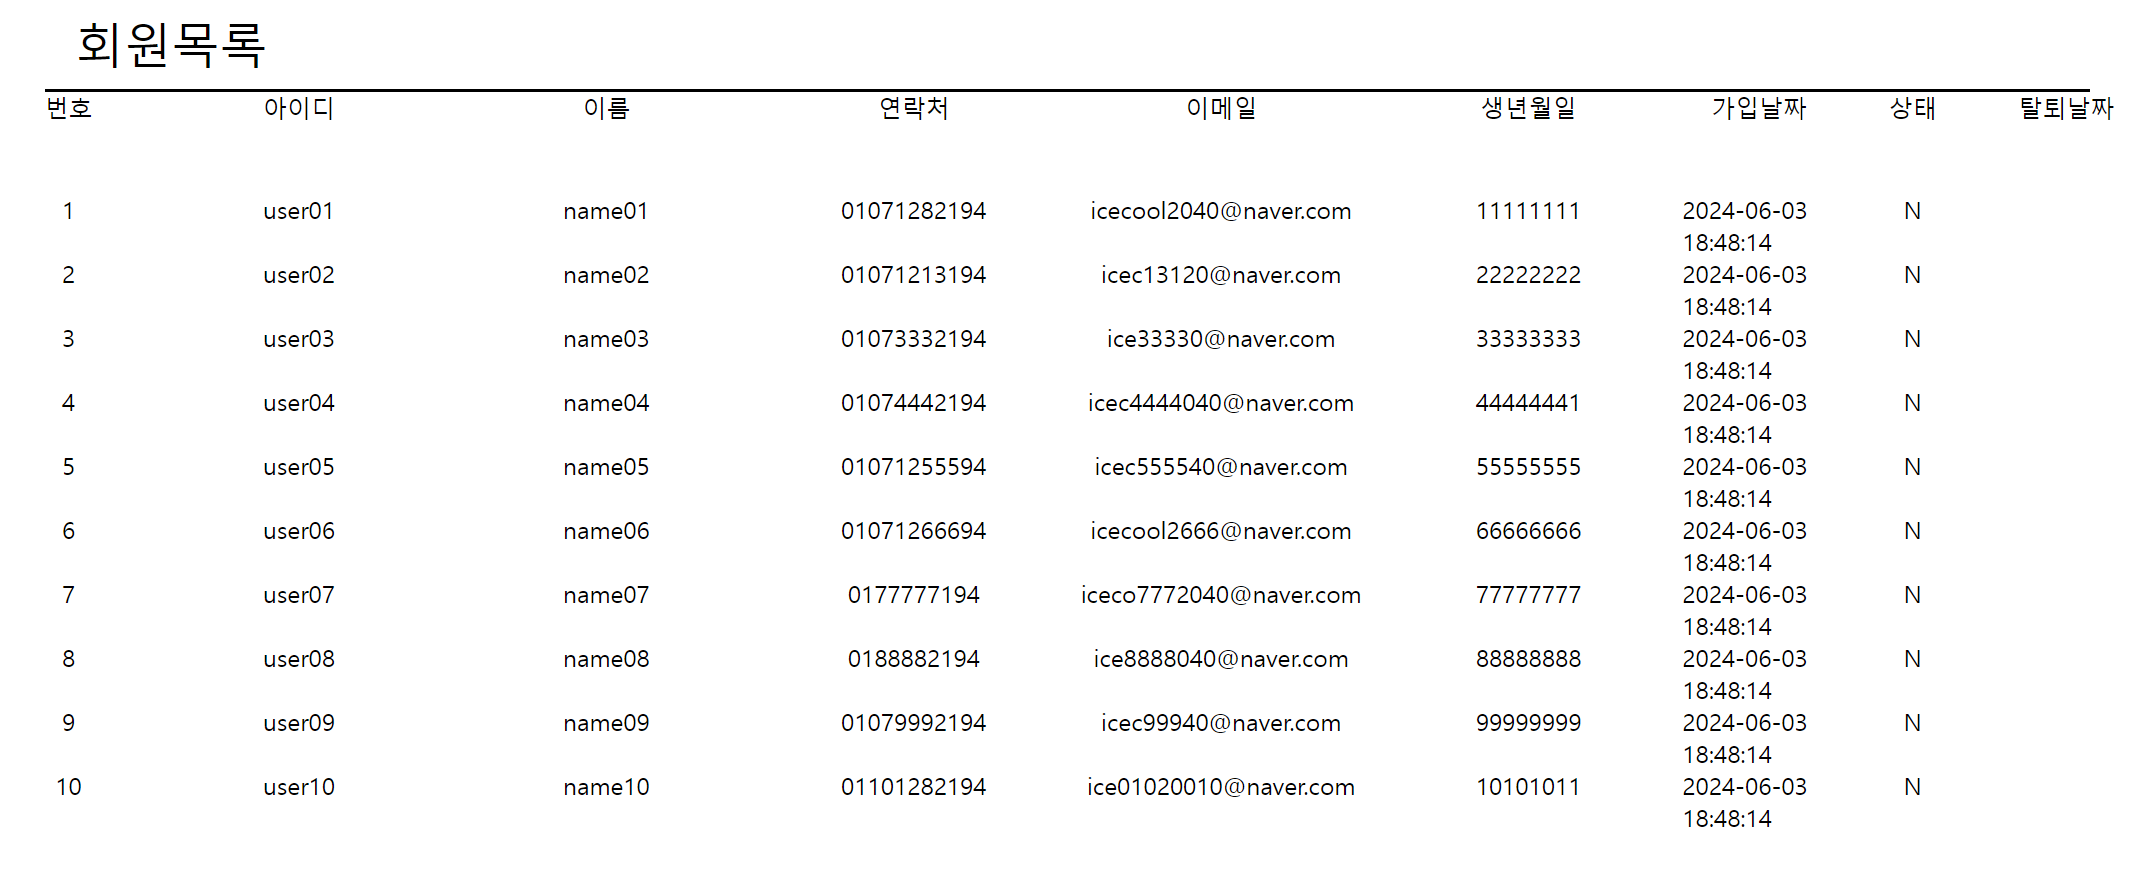 회원목록
번호 아이디 이름 연락처 이메일 생년월일 가입날짜 상태 탈퇴날짜
1 user01 name01 01071282194 icecool2040@naver.com 11111111 2024-06-03 N
18:48:14
2 user02 name02 01071213194 icec13120@naver.com 22222222 2024-06-03 N
18:48:14
3 user03 name03 01073332194 ice33330@naver.com 33333333 2024-06-03 N
18:48:14
4 user04 name04 01074442194 icec4444040@naver.com 44444441 2024-06-03 N
18:48:14
5 user05 name05 01071255594 icec555540@naver.com 55555555 2024-06-03 N
18:48:14
6 user06 name06 01071266694 icecool2666@naver.com 66666666 2024-06-03 N
18:48:14
7 user07 name07 0177777194 iceco7772040@naver.com 77777777 2024-06-03 N
18:48:14
8 user08 name08 0188882194 ice8888040@naver.com 88888888 2024-06-03 N
18:48:14
9 user09 name09 01079992194 icec99940@naver.com 99999999 2024-06-03 N
18:48:14
10 user10 name10 01101282194 ice01020010@naver.com 10101011 2024-06-03 N
18:48:14